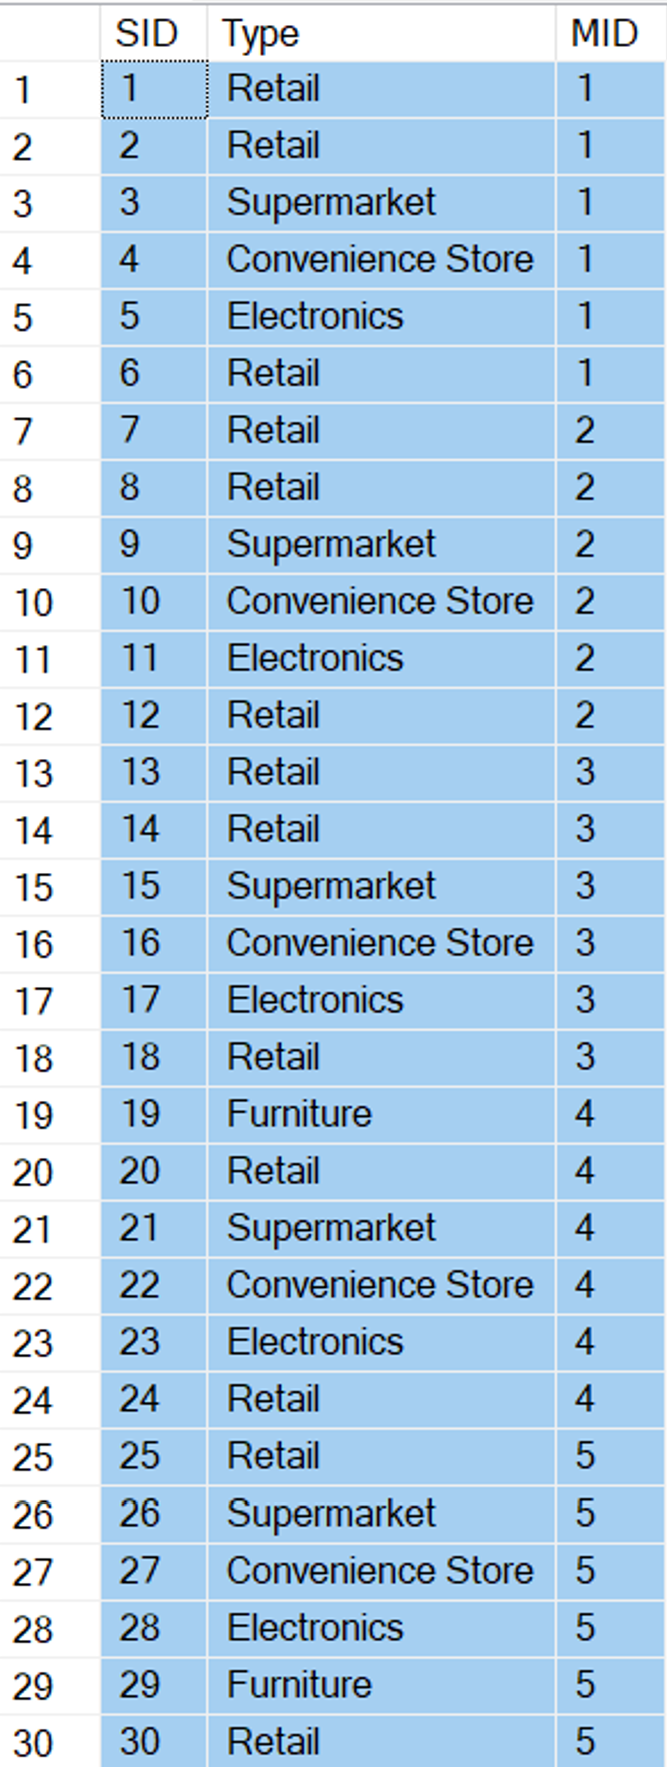 SID Type MID
1 1 Retail 1
2 2 Retail 1
3 3 Supermarket 1
4 4 Convenience Store 1
5 5 Electronics 1
6 6 Retail 1
7 7 Retail 2
8 8 Retail 2
9 9 Supermarket 2
10 10 Convenience Store 2
11 11 Electronics 2
12 12 Retail 2
13 13 Retail 3
14 14 Retail 3
15 15 Supermarket 3
16 16 Convenience Store 3
17 17 Electronics 3
18 18 Retail 3
19 19 Furniture 4
20 20 Retail 4
21 21 Supermarket 4
22 22 Convenience Store 4
23 23 Electronics 4
24 24 Retail 4
25 25 Retail 5
26 26 Supermarket 5
27 27 Convenience Store 5
28 28 Electronics 5
29 29 Furniture 5
30 30 Retail 5